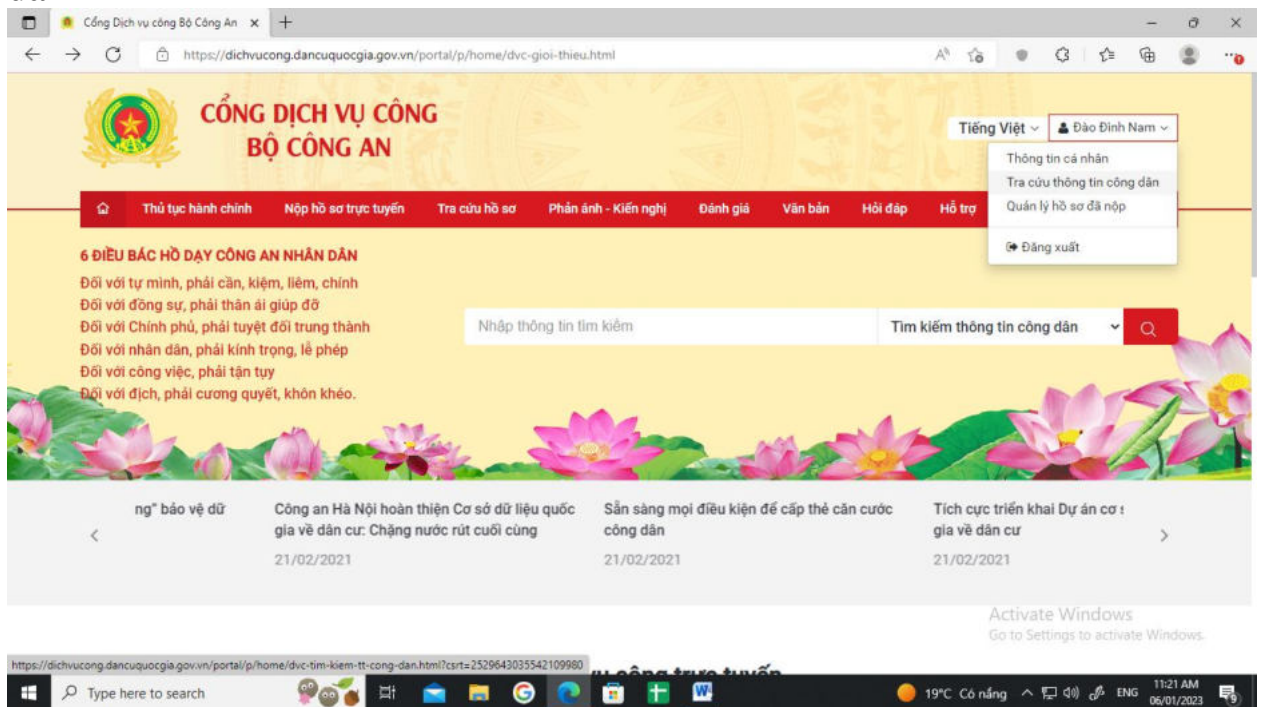 Cổng Dịch vụ công Bộ Công An
https://dichvucong.dancuquocgia.gov.vn/portal/p/home/dvc-gioi-thieu.html
CỔNG DỊCH VỤ CÔNG
BỘ CÔNG AN
Tiếng Việt
Đào Đình Nam
Thông tin cá nhân
Tra cứu thông tin công dân
Quản lý hồ sơ đã nộp
Đăng xuất
Thủ tục hành chính
Nộp hồ sơ trực tuyến
Tra cứu hồ sơ
Phản ánh - Kiến nghị
Đánh giá
Văn bản
Hỏi đáp
Hỗ trợ
6 ĐIỀU BÁC HỒ DẠY CÔNG AN NHÂN DÂN
Đối với tự mình, phải cần, kiệm, liêm, chính
Đối với đồng sự, phải thân ái giúp đỡ
Đối với Chính phủ, phải tuyệt đối trung thành
Đối với nhân dân, phải kính trọng, lễ phép
Đối với công việc, phải tận tụy
Đối với địch, phải cương quyết, khôn khéo.
Nhập thông tin tìm kiếm
Tìm kiếm thông tin công dân
ng" bảo vệ dữ
Công an Hà Nội hoàn thiện Cơ sở dữ liệu quốc
gia về dân cư: Chặng nước rút cuối cùng
21/02/2021
Sẵn sàng mọi điều kiện để cấp thẻ căn cước
công dân
21/02/2021
Tích cực triển khai Dự án cơ s
gia về dân cư
21/02/2021
Activate Windows
Go to Settings to activate Windows.
https://dichvucong.dancuquocgia.gov.vn/portal/p/home/dvc-tim-kiem-tt-cong-dan.html?csrt=2529643035542109980
công trực tuyến
Type here to search
19°C Có nắng
ENG
11:21 AM
06/01/2023